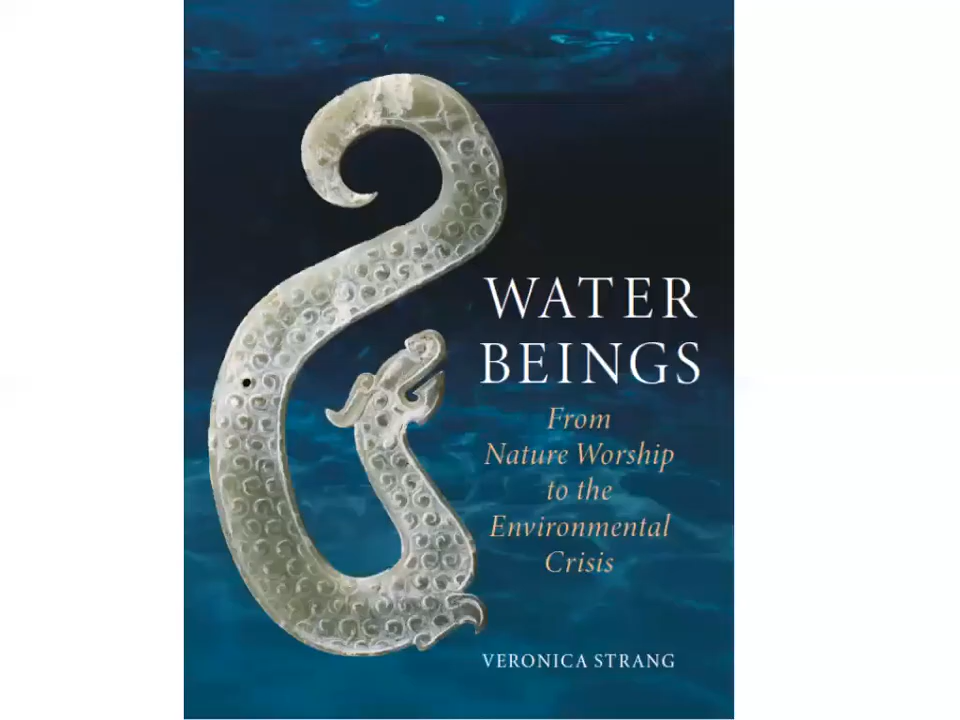 WATER
BEINGS
From
Nature Worship
to the
Environmental
Crisis
VERONICA STRANG